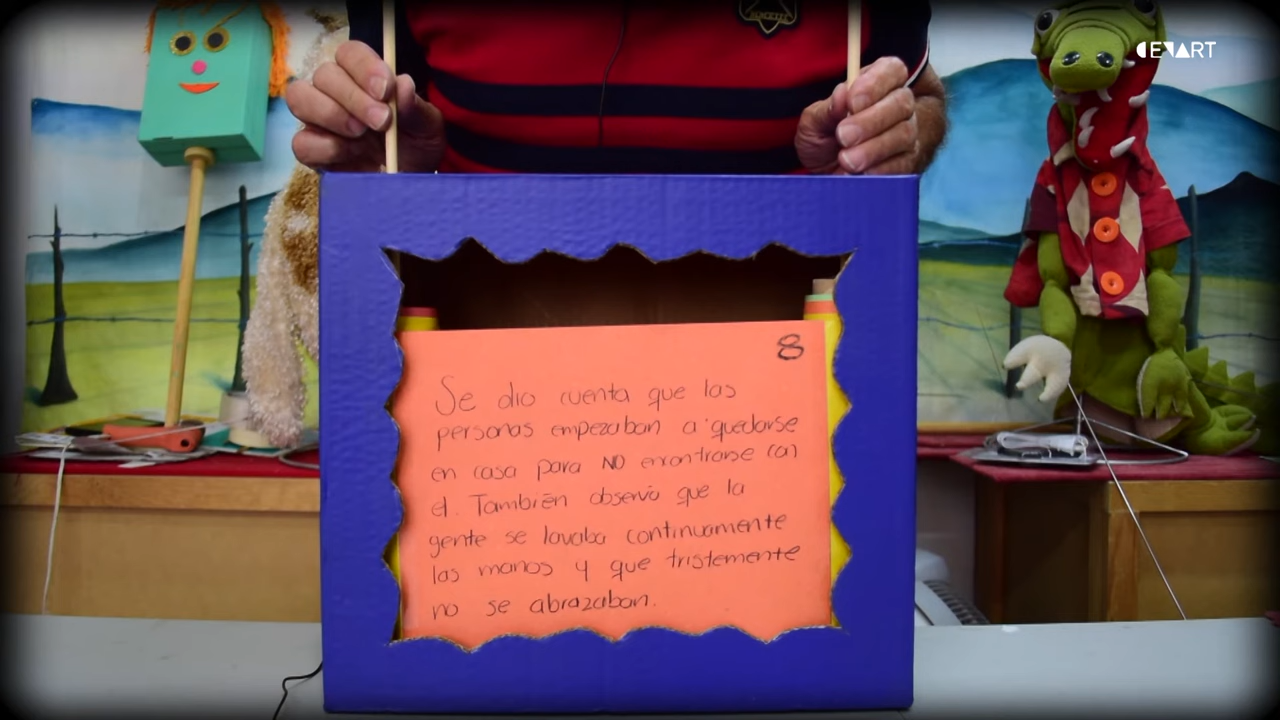 CENART
8
Se dio cuenta que las
personas empezaban a quedarse
en casa para NO encontrarse con
el. También observó que la
gente se lavaba continuamente
las manos y que tristemente
no se abrazaban.